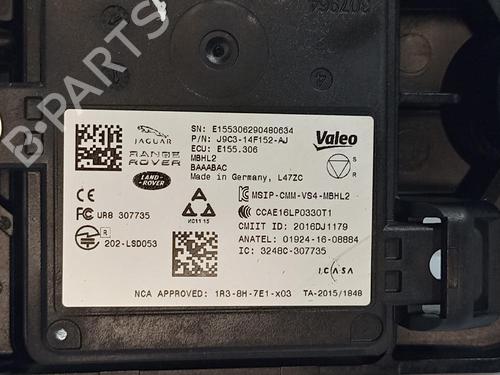 307964
B-PARTS
JAGUAR
RANGE
ROVER
LAND-
ROVER
SN: E155306290480634
P/N: J9C3-14F152-AJ
ECU: E155.306
MBHL2
BAAABAC
Made in Germany, L47ZC
Valeo
S
R
CE
FC UR8 307735
202-LSD053
X01115
MSIP-CMM-VS4-MBHL2
CCAE16LP0330T1
CMIIT ID: 2016DJ1179
ANATEL: 01924-16-08884
IC: 3248C-307735
I.C.A.S.A
NCA APPROVED: 1R3-8H-7E1-x03
TA-2015/1848